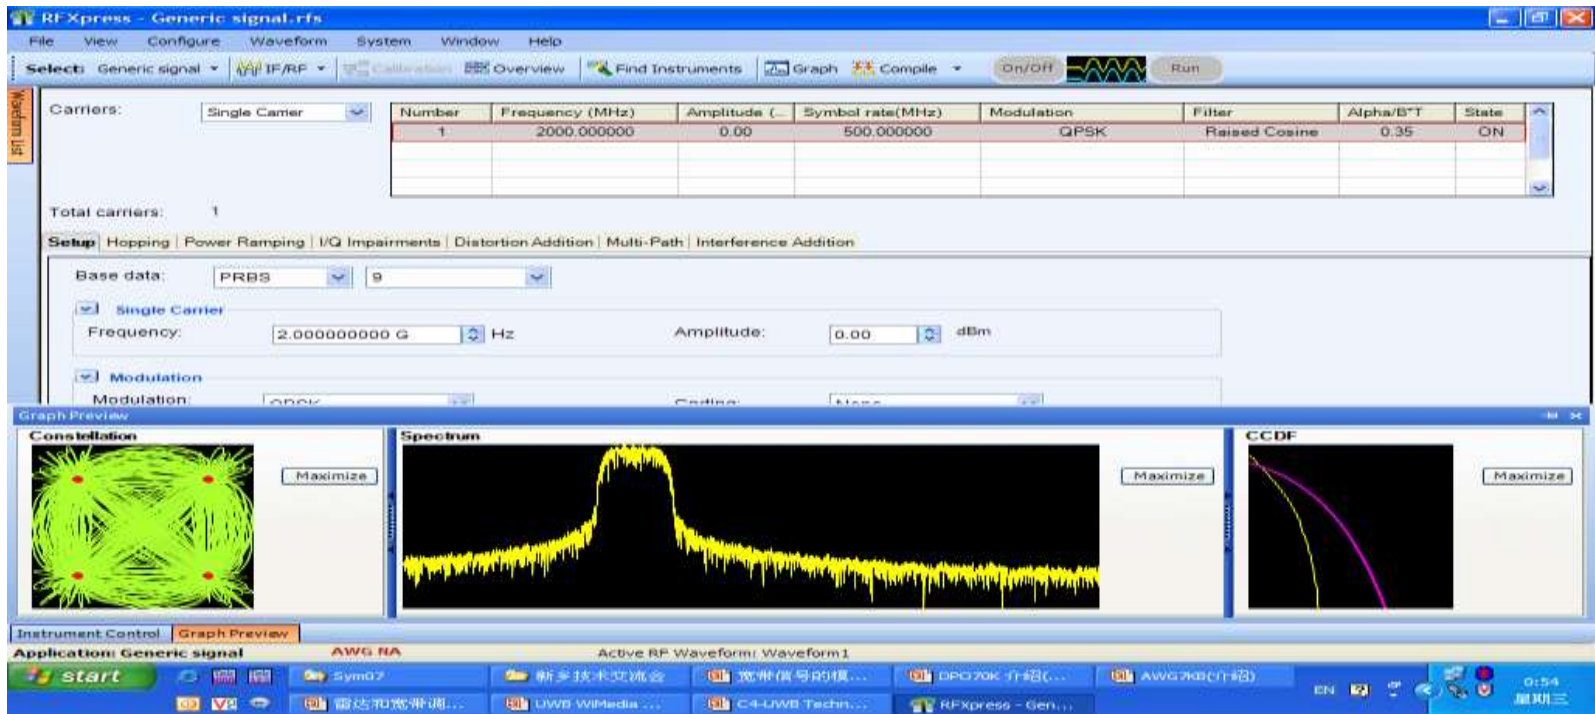 RFXpress - Generic signal.rfs
File View Configure Waveform System Window Help
Select: Generic signal IF/RF Calibration Overview Find Instruments Graph Compile On/Off Run
Waveform List
Carriers: Single Carrier
Number Frequency (MHz) Amplitude (... Symbol rate(MHz) Modulation Filter Alpha/B*T State
1 2000.000000 0.00 500.000000 QPSK Raised Cosine 0.35 ON
Total carriers: 1
Setup Hopping Power Ramping I/Q Impairments Distortion Addition Multi-Path Interference Addition
Base data: PRBS 9
Single Carrier
Frequency: 2.000000000 G Hz Amplitude: 0.00 dBm
Modulation
Modulation: QPSK Coding: None
Graph Preview
Constellation Spectrum CCDF
Maximize Maximize Maximize
Instrument Control Graph Preview
Application: Generic signal AWG NA Active RF Waveform: Waveform1
start Sym07 新乡技术交流会 宽带信号的模... DPO70K 介绍(... AWG7KB(介绍) EN 0:54
雷达和宽带调... UWB WiMedia ... C4-UWB Techn... RFXpress - Gen... 星期三